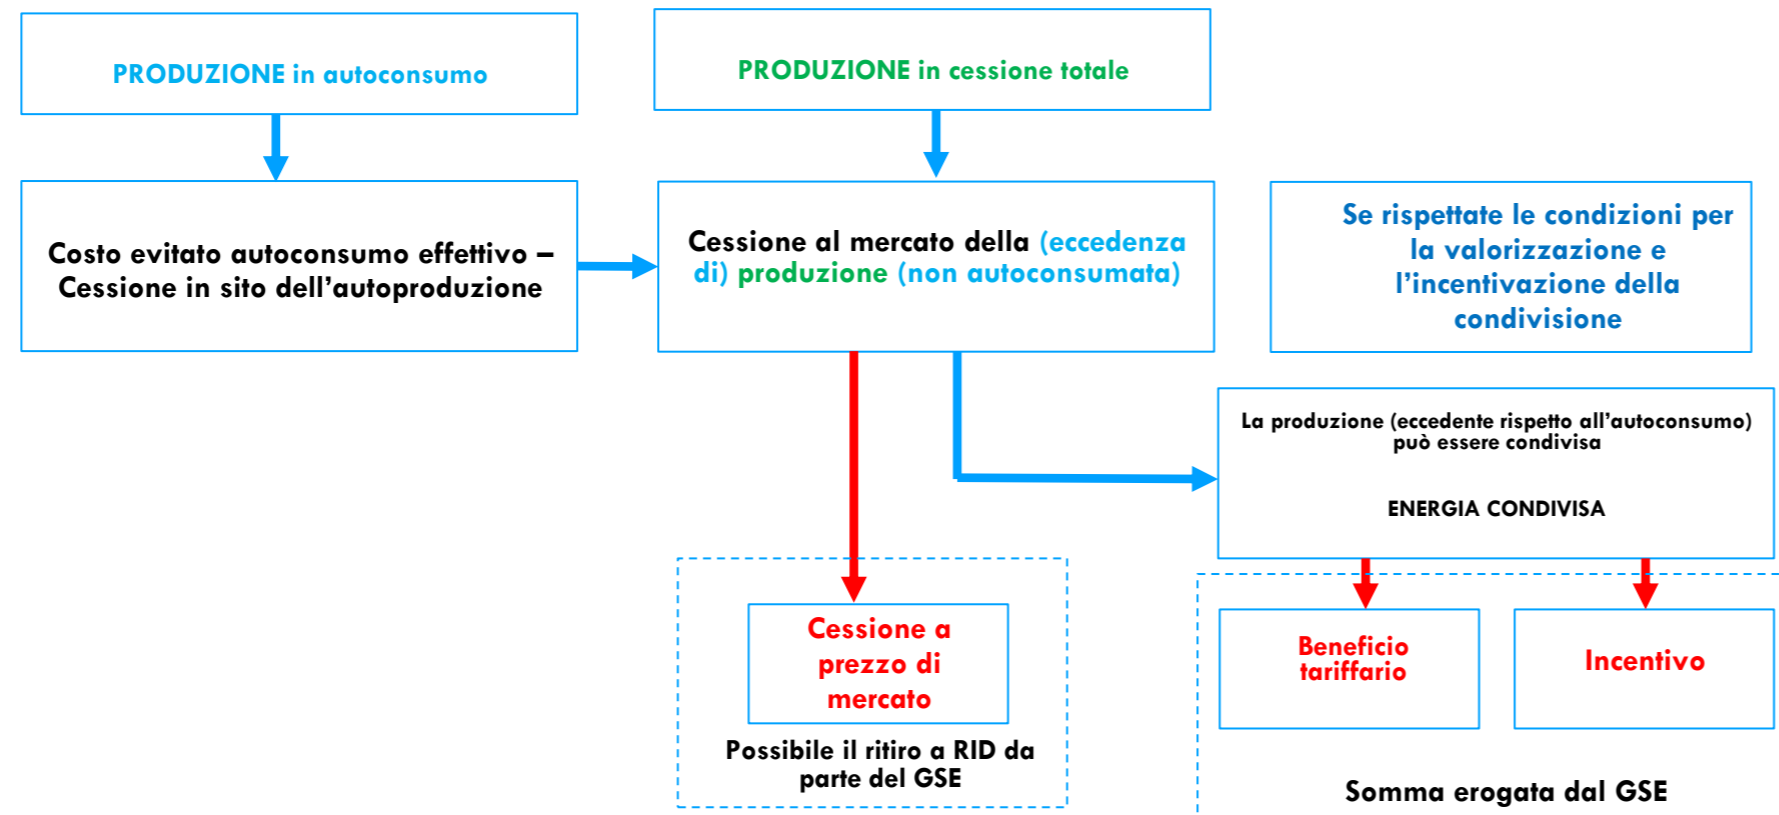 PRODUZIONE in autoconsumo
PRODUZIONE in cessione totale
Costo evitato autoconsumo effettivo –
Cessione in sito dell’autoproduzione
Cessione al mercato della (eccedenza
di) produzione (non autoconsumata)
Se rispettate le condizioni per
la valorizzazione e
l’incentivazione della
condivisione
La produzione (eccedente rispetto all’autoconsumo)
può essere condivisa
ENERGIA CONDIVISA
Cessione a
prezzo di
mercato
Possibile il ritiro a RID da
parte del GSE
Beneficio
tariffario
Incentivo
Somma erogata dal GSE